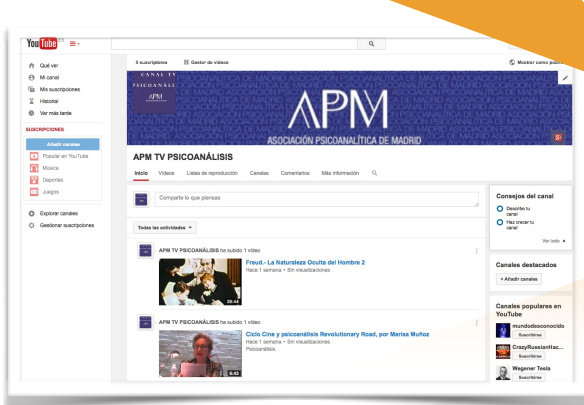 YouTube ES
Qué ver
Mi canal
Mis suscripciones
Historial
Ver más tarde
SUSCRIPCIONES
Añadir canales
Popular en YouTube
Música
Deportes
Juegos
Explorar canales
Gestionar suscripciones
0 suscriptores
Gestor de vídeos
Mostrar como público
CANAL TV
PSICOANÁLI
APM
APM
ASOCIACIÓN PSICOANALÍTICA DE MADRID
APM TV PSICOANÁLISIS
Inicio Vídeos Listas de reproducción Canales Comentarios Más información
Comparte lo que piensas
Todas las actividades
APM TV PSICOANÁLISIS ha subido 1 vídeo
Freud.- La Naturaleza Oculta del Hombre 2
Hace 1 semana • Sin visualizaciones
28:44
APM TV PSICOANÁLISIS ha subido 1 vídeo
Ciclo Cine y psicoanálisis Revolutionary Road, por Marisa Muñoz
Hace 1 semana • Sin visualizaciones
Psicoanálisis.
6:43
Consejos del canal
Describe tu
canal
Haz crecer tu
canal
Ver todo
Canales destacados
+ Añadir canales
Canales populares en
YouTube
mundodesconocido
Suscribirse
CrazyRussianHac...
Suscribirse
Wegener Tesla
Suscribirse